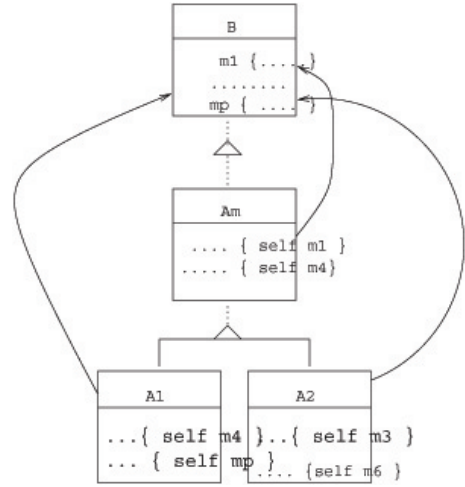 B
m1 {.....}
........
mp { ....}
Am
.... { self m1 }
..... { self m4}
A1
...{ self m4 }
... { self mp }
A2
...{ self m3 }
.... {self m6 }